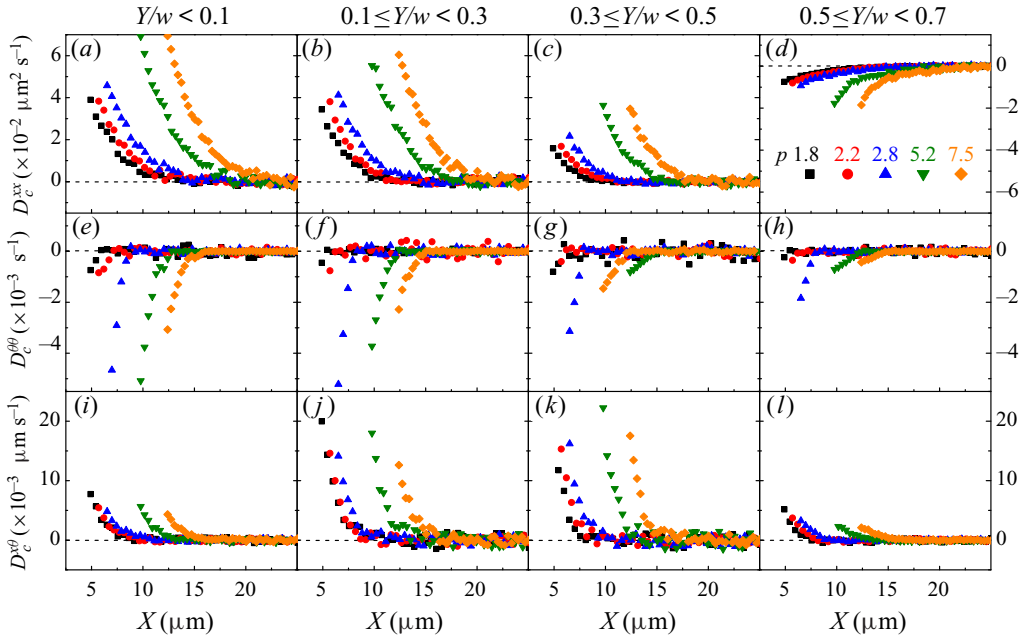 Y/w < 0.1 0.1 ≤ Y/w < 0.3 0.3 ≤ Y/w < 0.5 0.5 ≤ Y/w < 0.7
(a) (b) (c) (d)
6
4
2
0
0
−2
−4
−6
D_c^{xx} (×10⁻² μm² s⁻¹)
p 1.8 2.2 2.8 5.2 7.5
(e) (f) (g) (h)
0
−2
−4
0
−2
−4
D_c^{θθ} (×10⁻³ s⁻¹)
(i) (j) (k) (l)
20
10
0
20
10
0
D_c^{xθ} (×10⁻³ μm s⁻¹)
5 10 15 20 5 10 15 20 5 10 15 20 5 10 15 20
X (μm) X (μm) X (μm) X (μm)